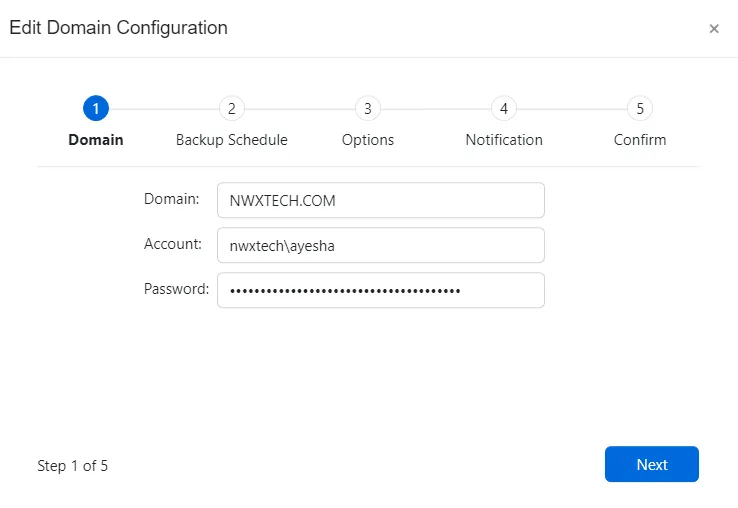 Edit Domain Configuration
×
1 2 3 4 5
Domain Backup Schedule Options Notification Confirm
Domain: NWXTECH.COM
Account: nwxtech\ayesha
Password: ••••••••••••••••••••••••••••••••••••••
Step 1 of 5 Next